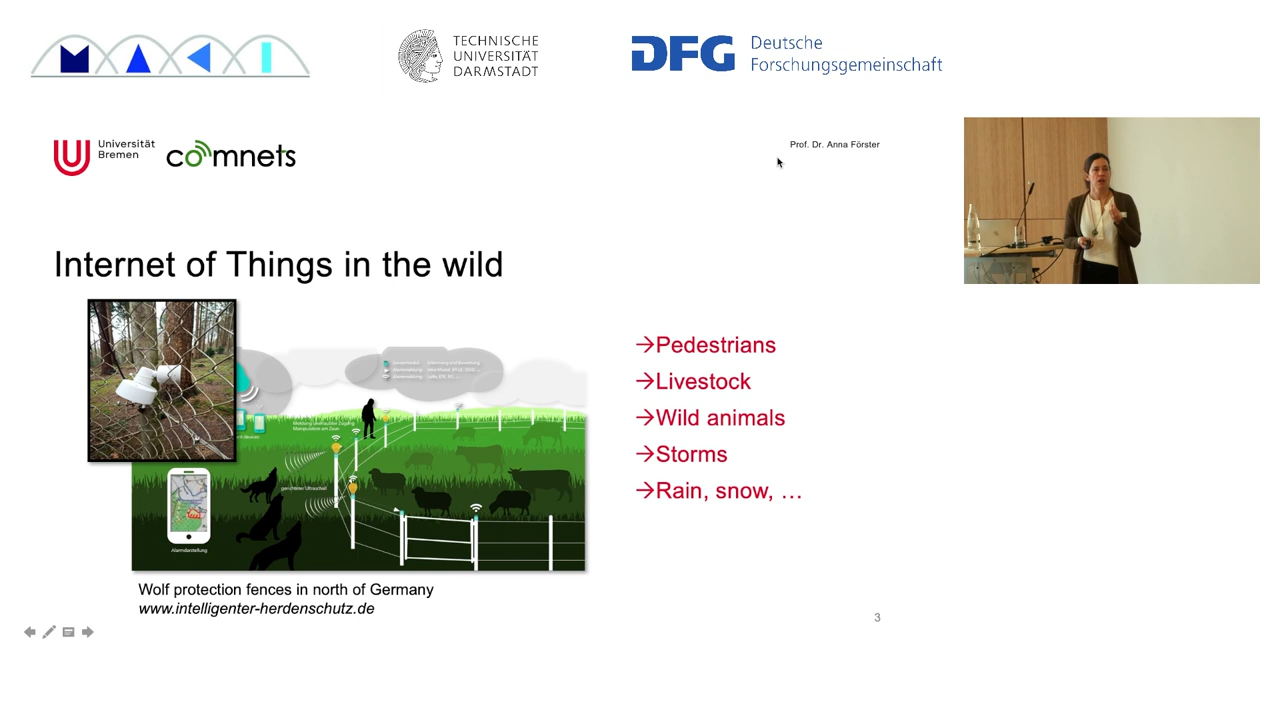 MAKI
TECHNISCHE
UNIVERSITÄT
DARMSTADT
DFG Deutsche
Forschungsgemeinschaft
Universität
Bremen
comnets
Prof. Dr. Anna Förster
Internet of Things in the wild
→Pedestrians
→Livestock
→Wild animals
→Storms
→Rain, snow, …
Alarmdarstellung
Wolf protection fences in north of Germany
www.intelligenter-herdenschutz.de
3